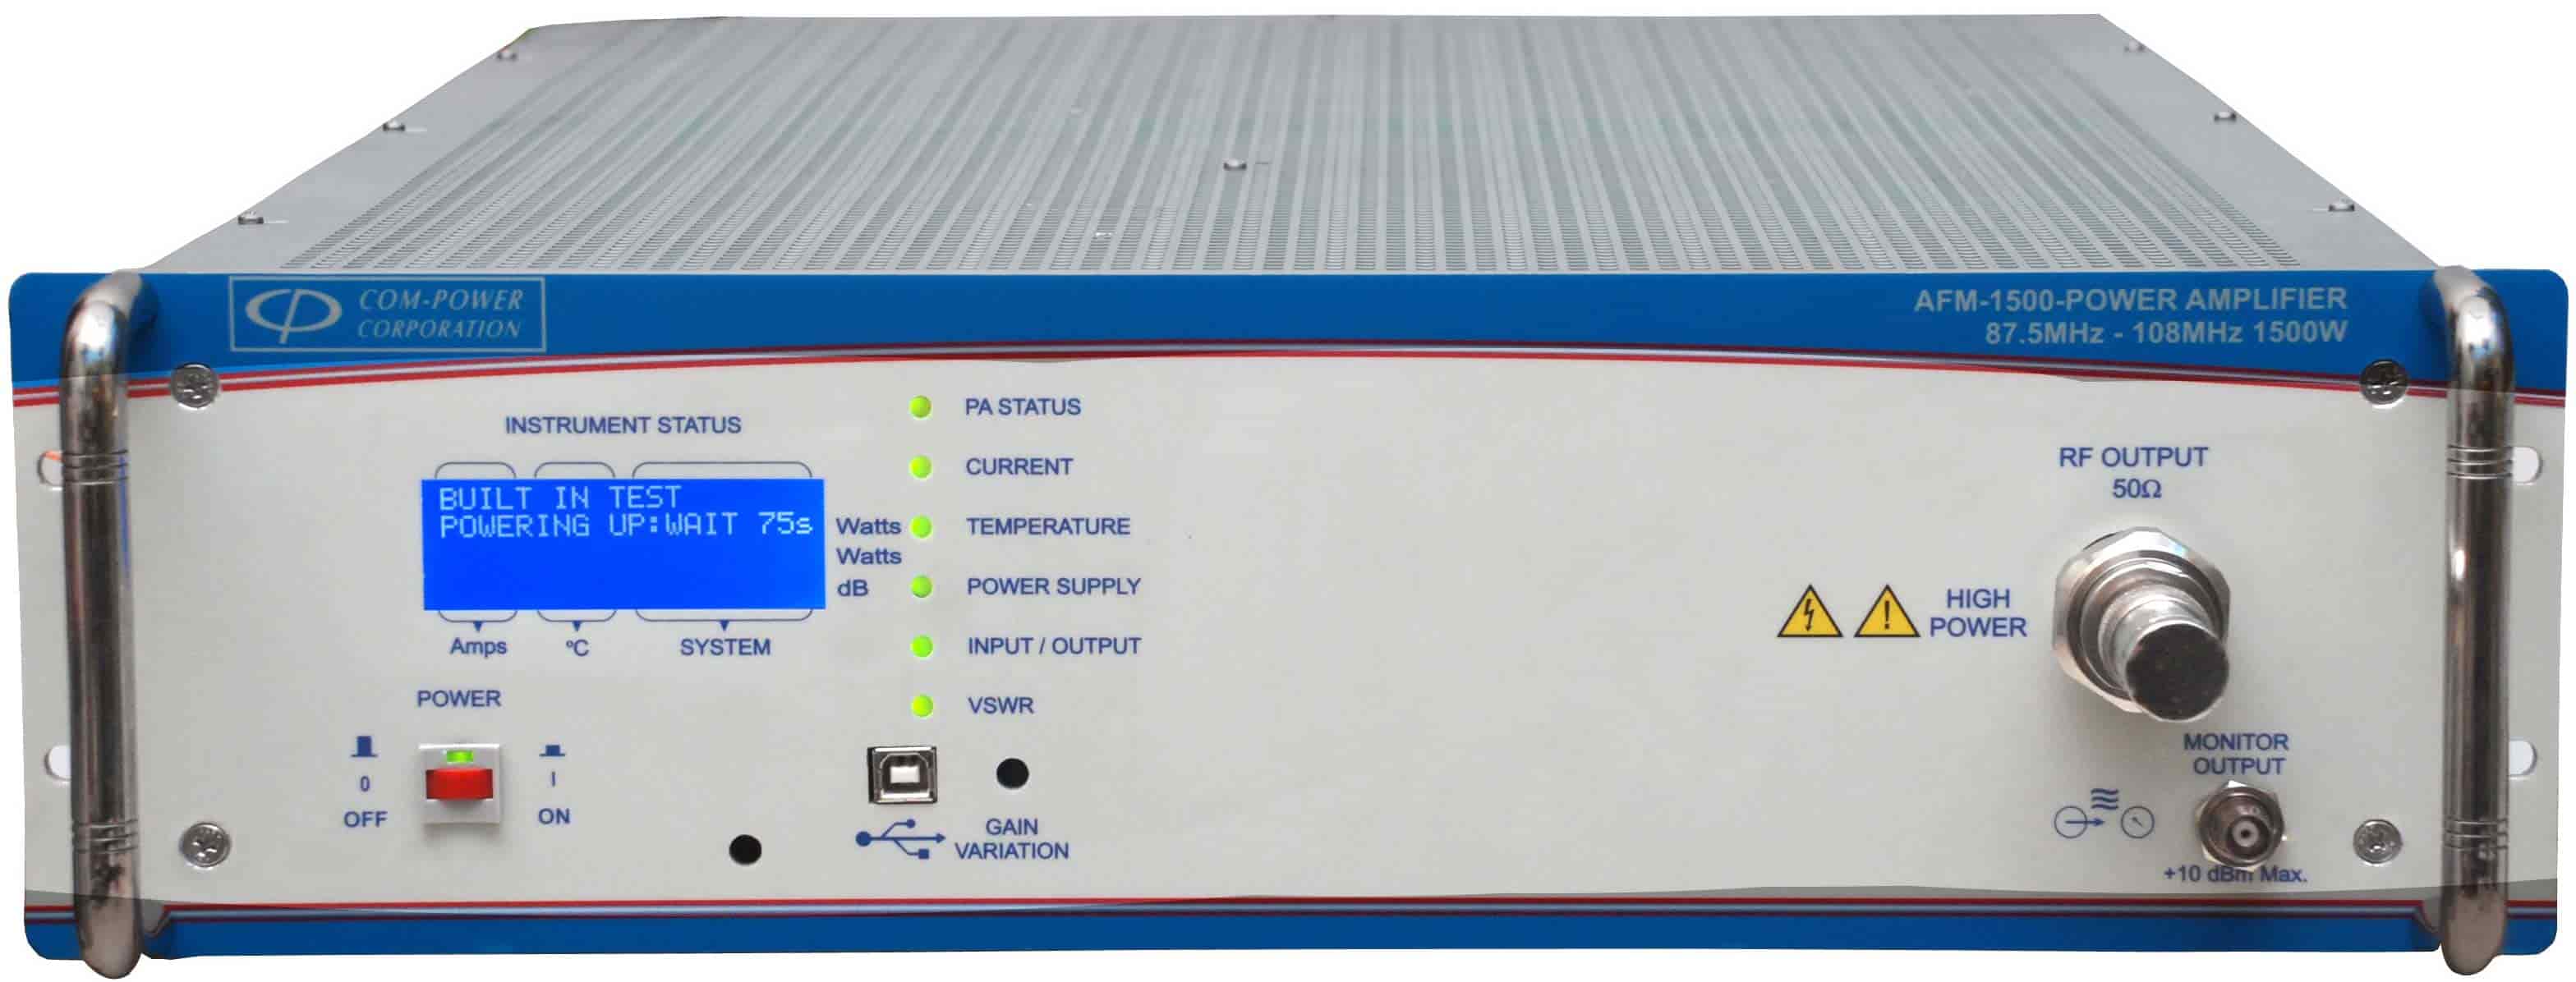 COM-POWER
CORPORATION
AFM-1500-POWER AMPLIFIER
87.5MHz - 108MHz 1500W
INSTRUMENT STATUS
BUILT IN TEST
POWERING UP:WAIT 75s
Watts
Watts
dB
Amps
°C
SYSTEM
PA STATUS
CURRENT
TEMPERATURE
POWER SUPPLY
INPUT / OUTPUT
VSWR
POWER
0
OFF
I
ON
GAIN
VARIATION
RF OUTPUT
50Ω
HIGH
POWER
MONITOR
OUTPUT
+10 dBm Max.